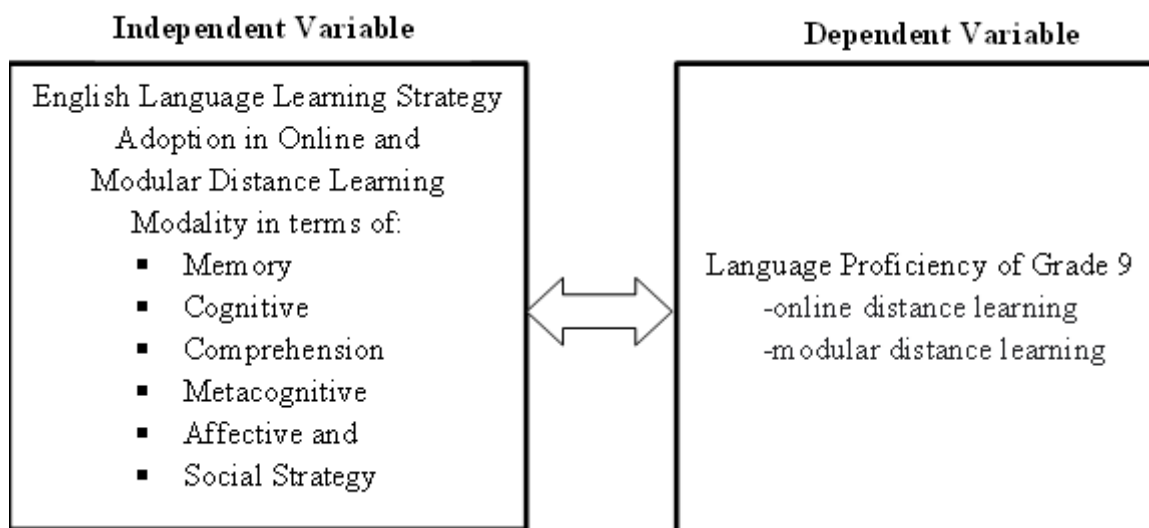 Independent Variable
English Language Learning Strategy
Adoption in Online and
Modular Distance Learning
Modality in terms of:
▪ Memory
▪ Cognitive
▪ Comprehension
▪ Metacognitive
▪ Affective and
▪ Social Strategy
Dependent Variable
Language Proficiency of Grade 9
-online distance learning
-modular distance learning